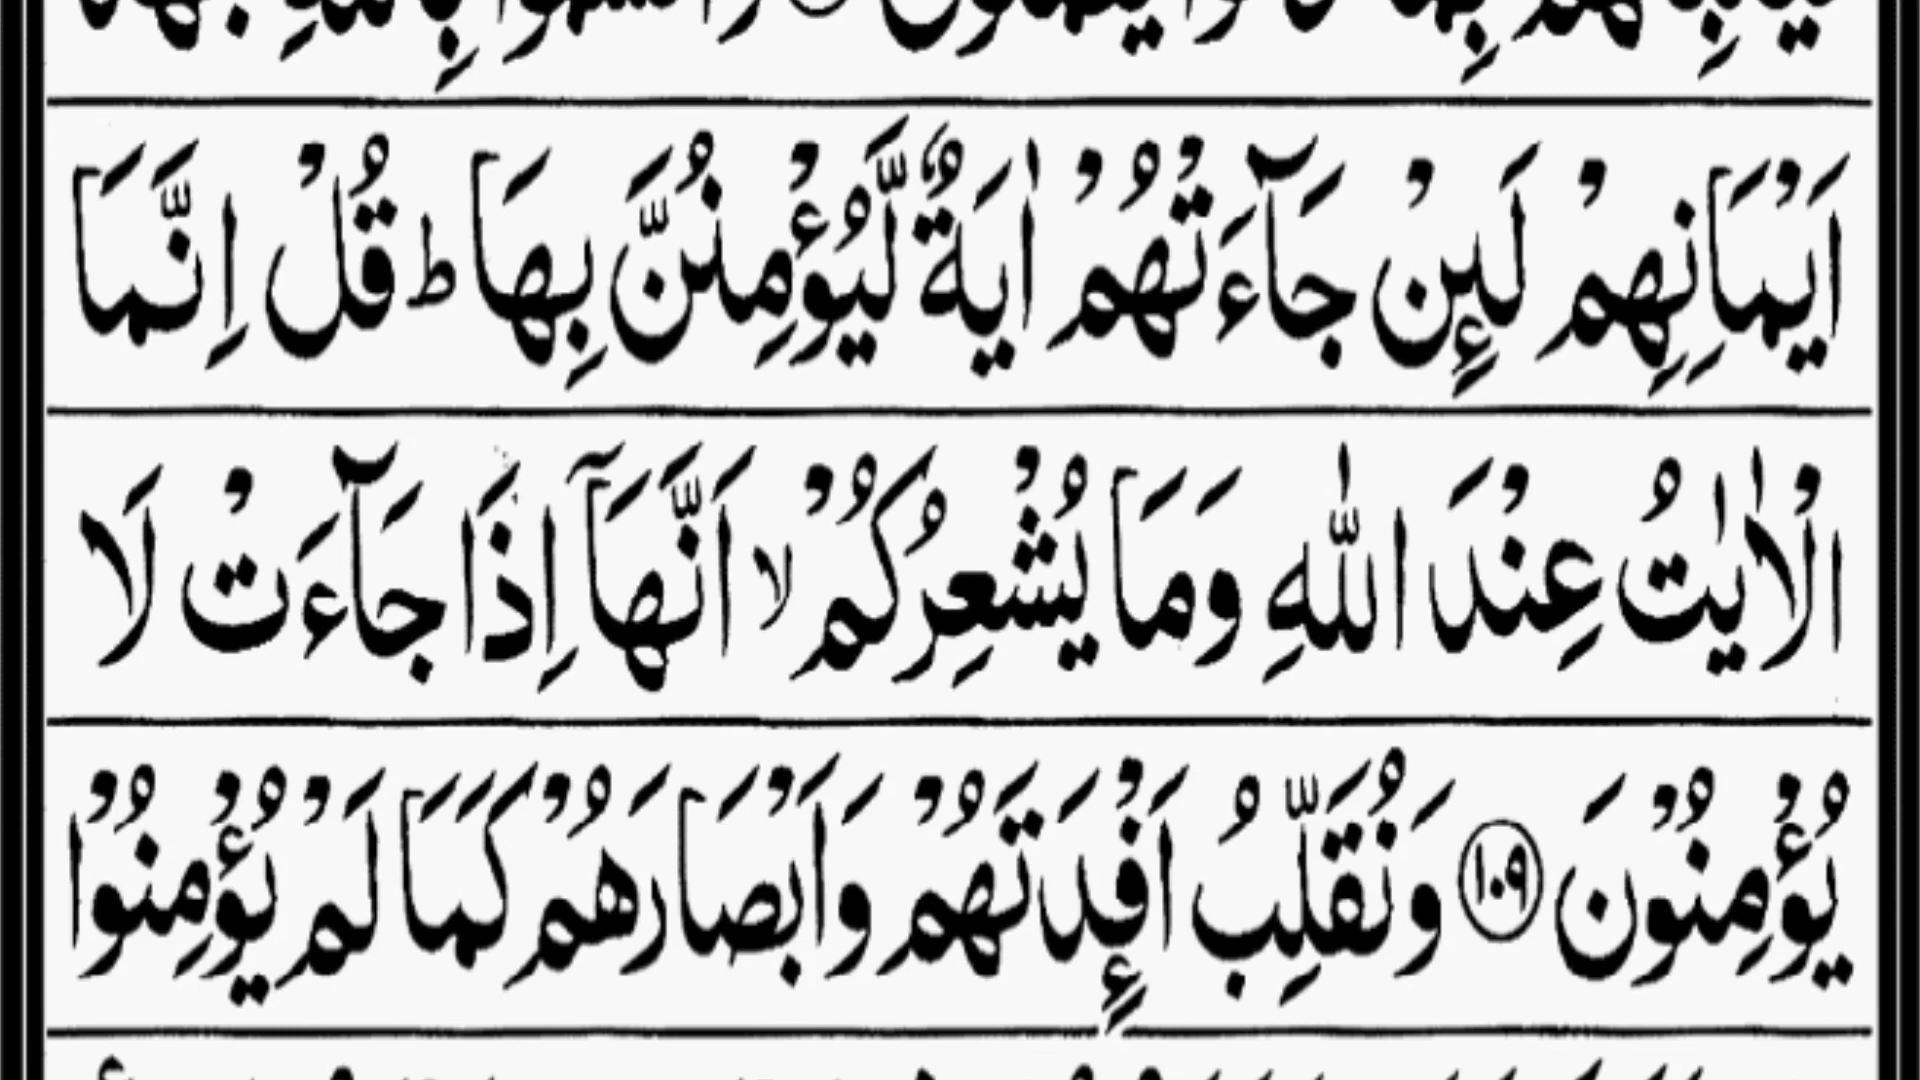 اَيْمَانِهِمْ لَئِنْ جَآءَتْهُمْ اٰيَةٌ لَّيُؤْمِنُنَّ بِهَا ؕ قُلْ اِنَّمَا
الْاٰيٰتُ عِنْدَ اللّٰهِ وَمَا يُشْعِرُكُمْ ۙ اَنَّهَآ اِذَا جَآءَتْ لَا
يُؤْمِنُوْنَ ﴿۱۰۹﴾ وَنُقَلِّبُ اَفْئِدَتَهُمْ وَاَبْصَارَهُمْ كَمَا لَمْ يُؤْمِنُوْا